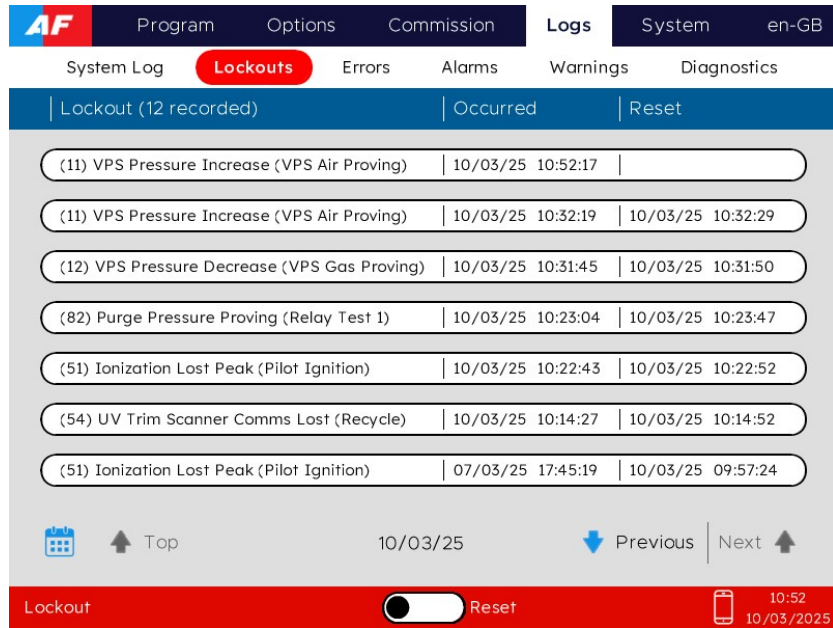 AF Program Options Commission Logs System en-GB
System Log Lockouts Errors Alarms Warnings Diagnostics
Lockout (12 recorded) Occurred Reset
(11) VPS Pressure Increase (VPS Air Proving) 10/03/25 10:52:17
(11) VPS Pressure Increase (VPS Air Proving) 10/03/25 10:32:19 10/03/25 10:32:29
(12) VPS Pressure Decrease (VPS Gas Proving) 10/03/25 10:31:45 10/03/25 10:31:50
(82) Purge Pressure Proving (Relay Test 1) 10/03/25 10:23:04 10/03/25 10:23:47
(51) Ionization Lost Peak (Pilot Ignition) 10/03/25 10:22:43 10/03/25 10:22:52
(54) UV Trim Scanner Comms Lost (Recycle) 10/03/25 10:14:27 10/03/25 10:14:52
(51) Ionization Lost Peak (Pilot Ignition) 07/03/25 17:45:19 10/03/25 09:57:24
Top 10/03/25 Previous Next
Lockout Reset 10:52
10/03/2025